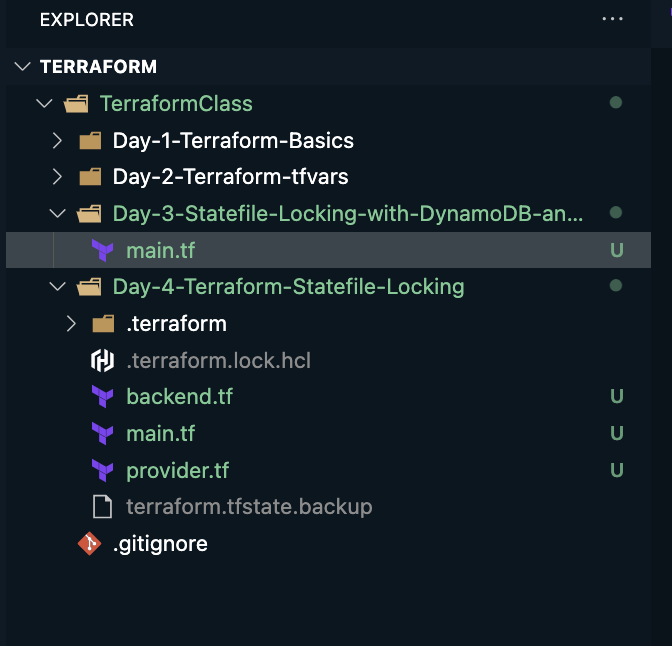 EXPLORER
TERRAFORM
TerraformClass
Day-1-Terraform-Basics
Day-2-Terraform-tfvars
Day-3-Statefile-Locking-with-DynamoDB-an...
main.tf U
Day-4-Terraform-Statefile-Locking
.terraform
.terraform.lock.hcl
backend.tf U
main.tf U
provider.tf U
terraform.tfstate.backup
.gitignore